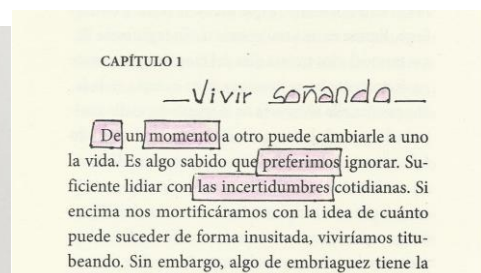 CAPÍTULO 1
Vivir soñando
De un momento a otro puede cambiarle a uno
la vida. Es algo sabido que preferimos ignorar. Su-
ficiente lidiar con las incertidumbres cotidianas. Si
encima nos mortificáramos con la idea de cuánto
puede suceder de forma inusitada, viviríamos titu-
beando. Sin embargo, algo de embriaguez tiene la